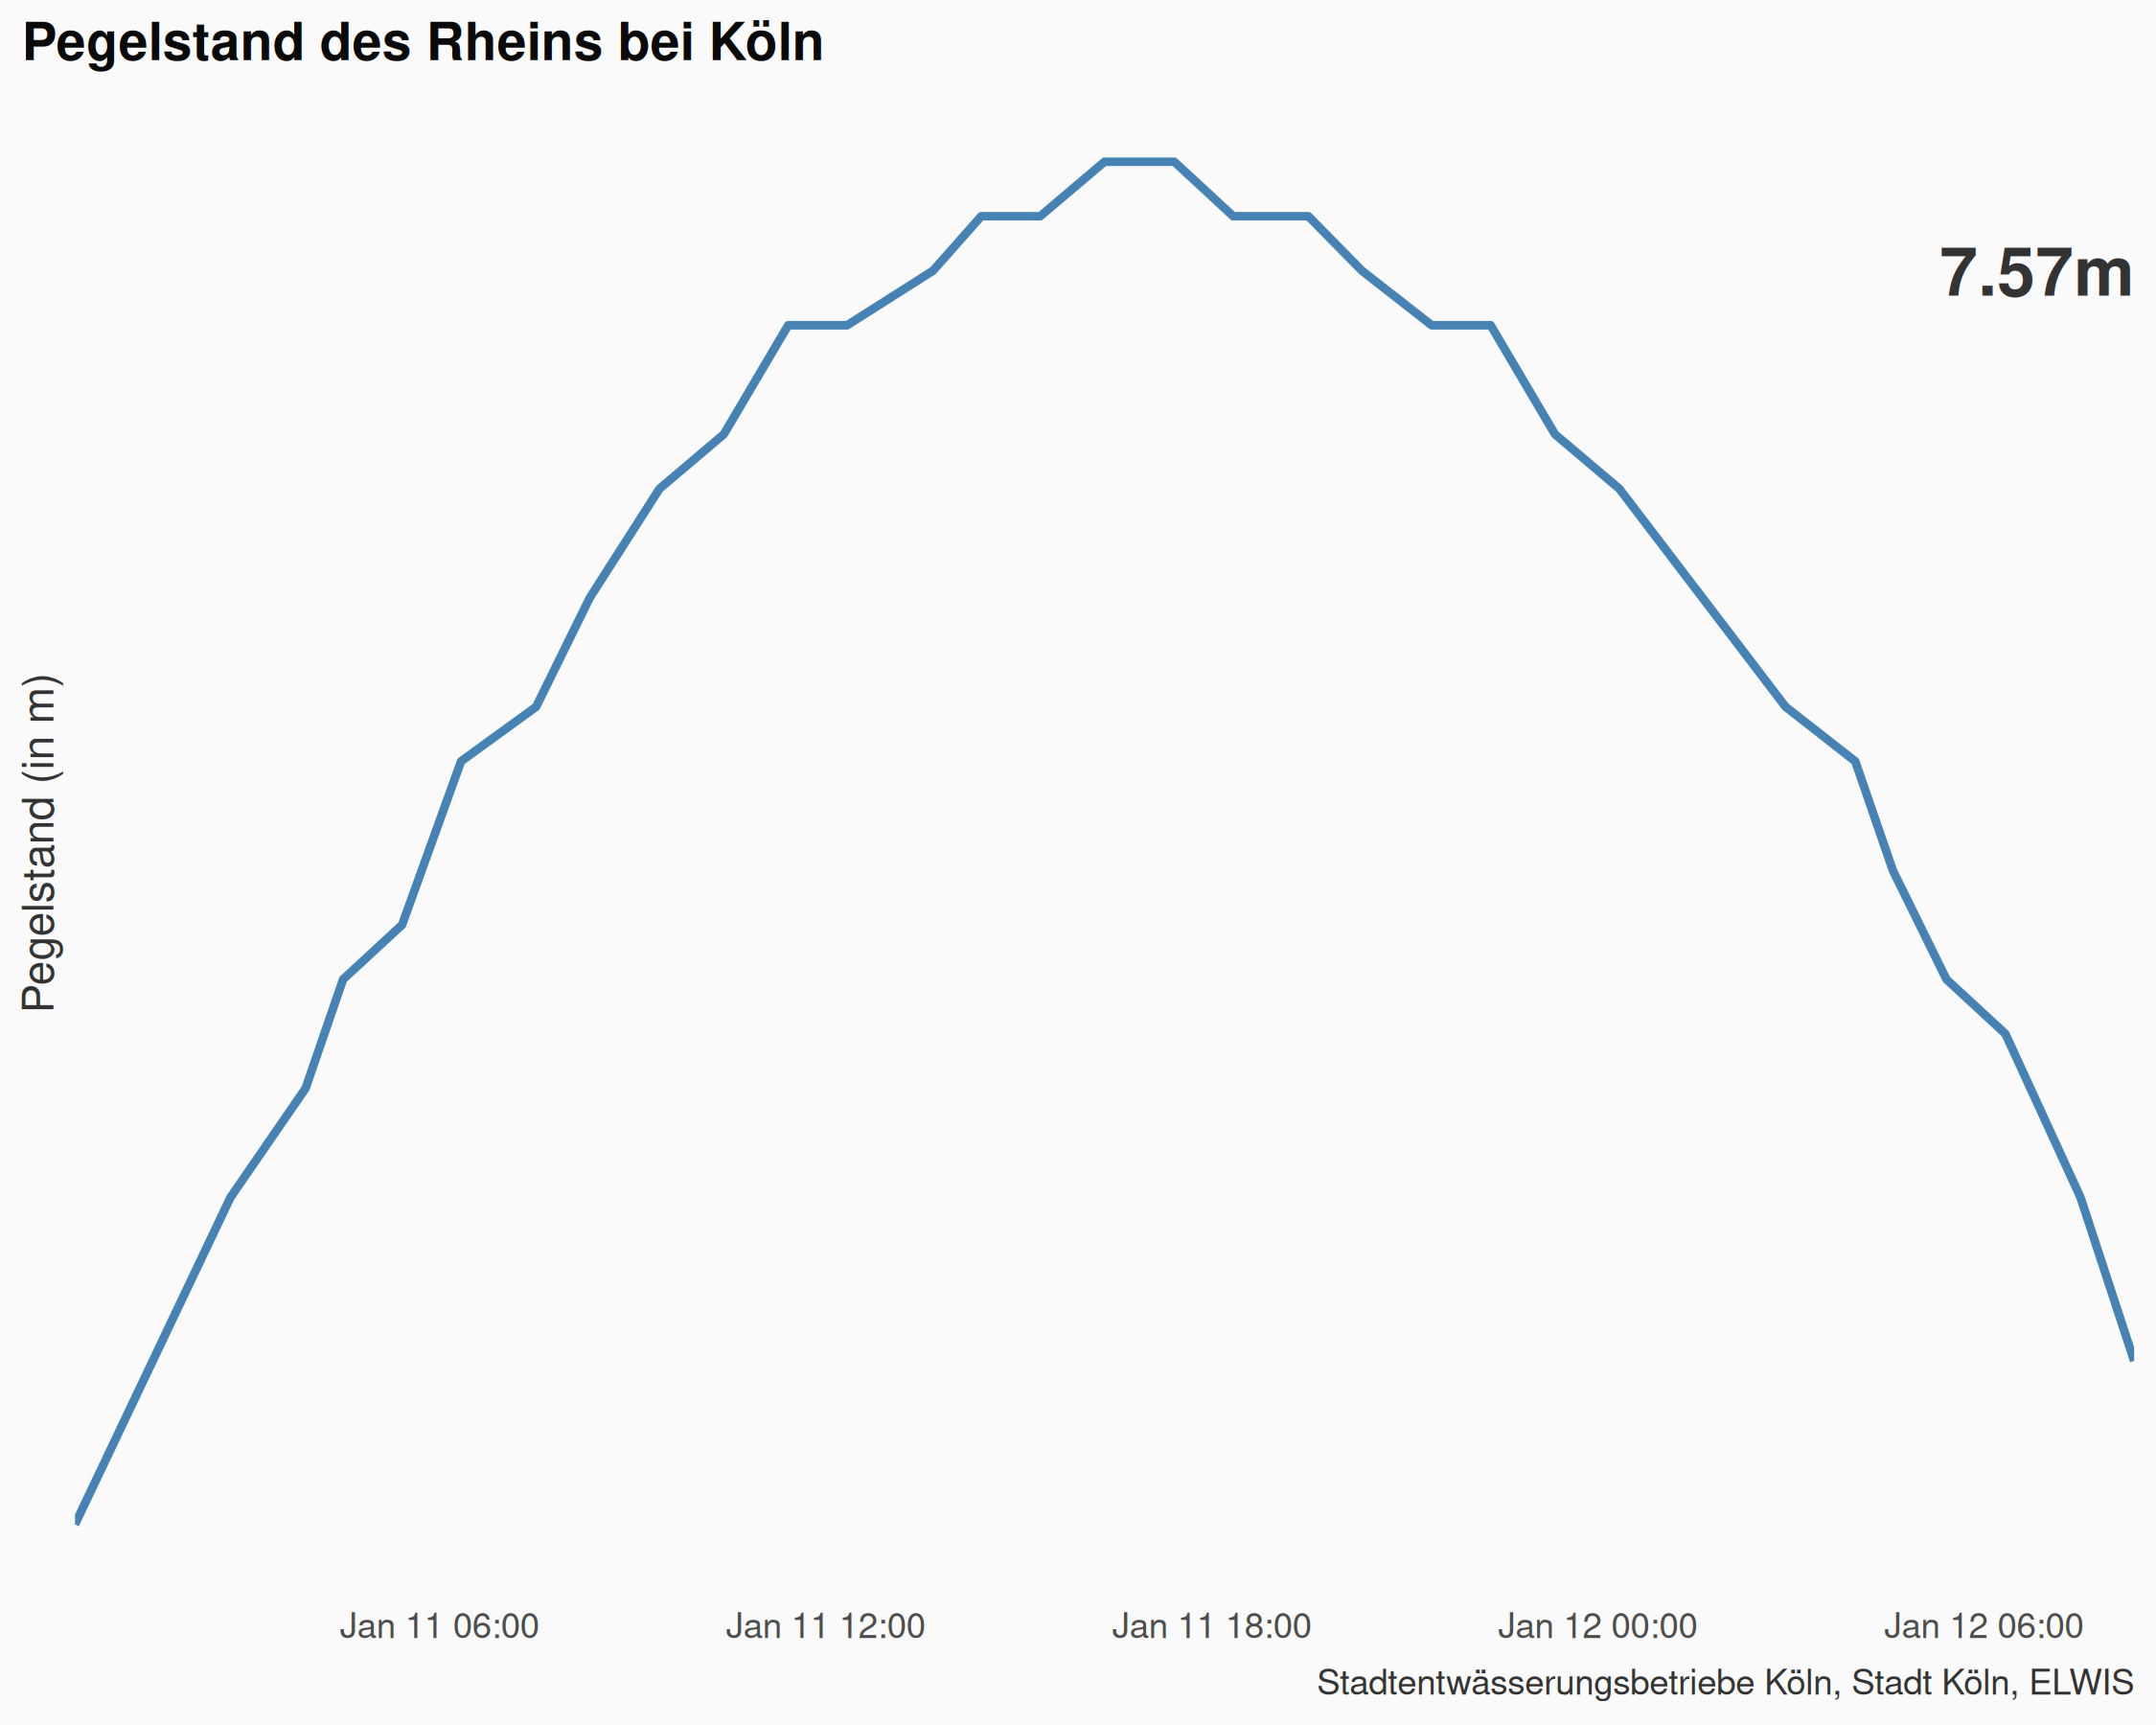 Pegelstand des Rheins bei Köln
7.57m
Pegelstand (in m)
Jan 11 06:00
Jan 11 12:00
Jan 11 18:00
Jan 12 00:00
Jan 12 06:00
Stadtentwässerungsbetriebe Köln, Stadt Köln, ELWIS